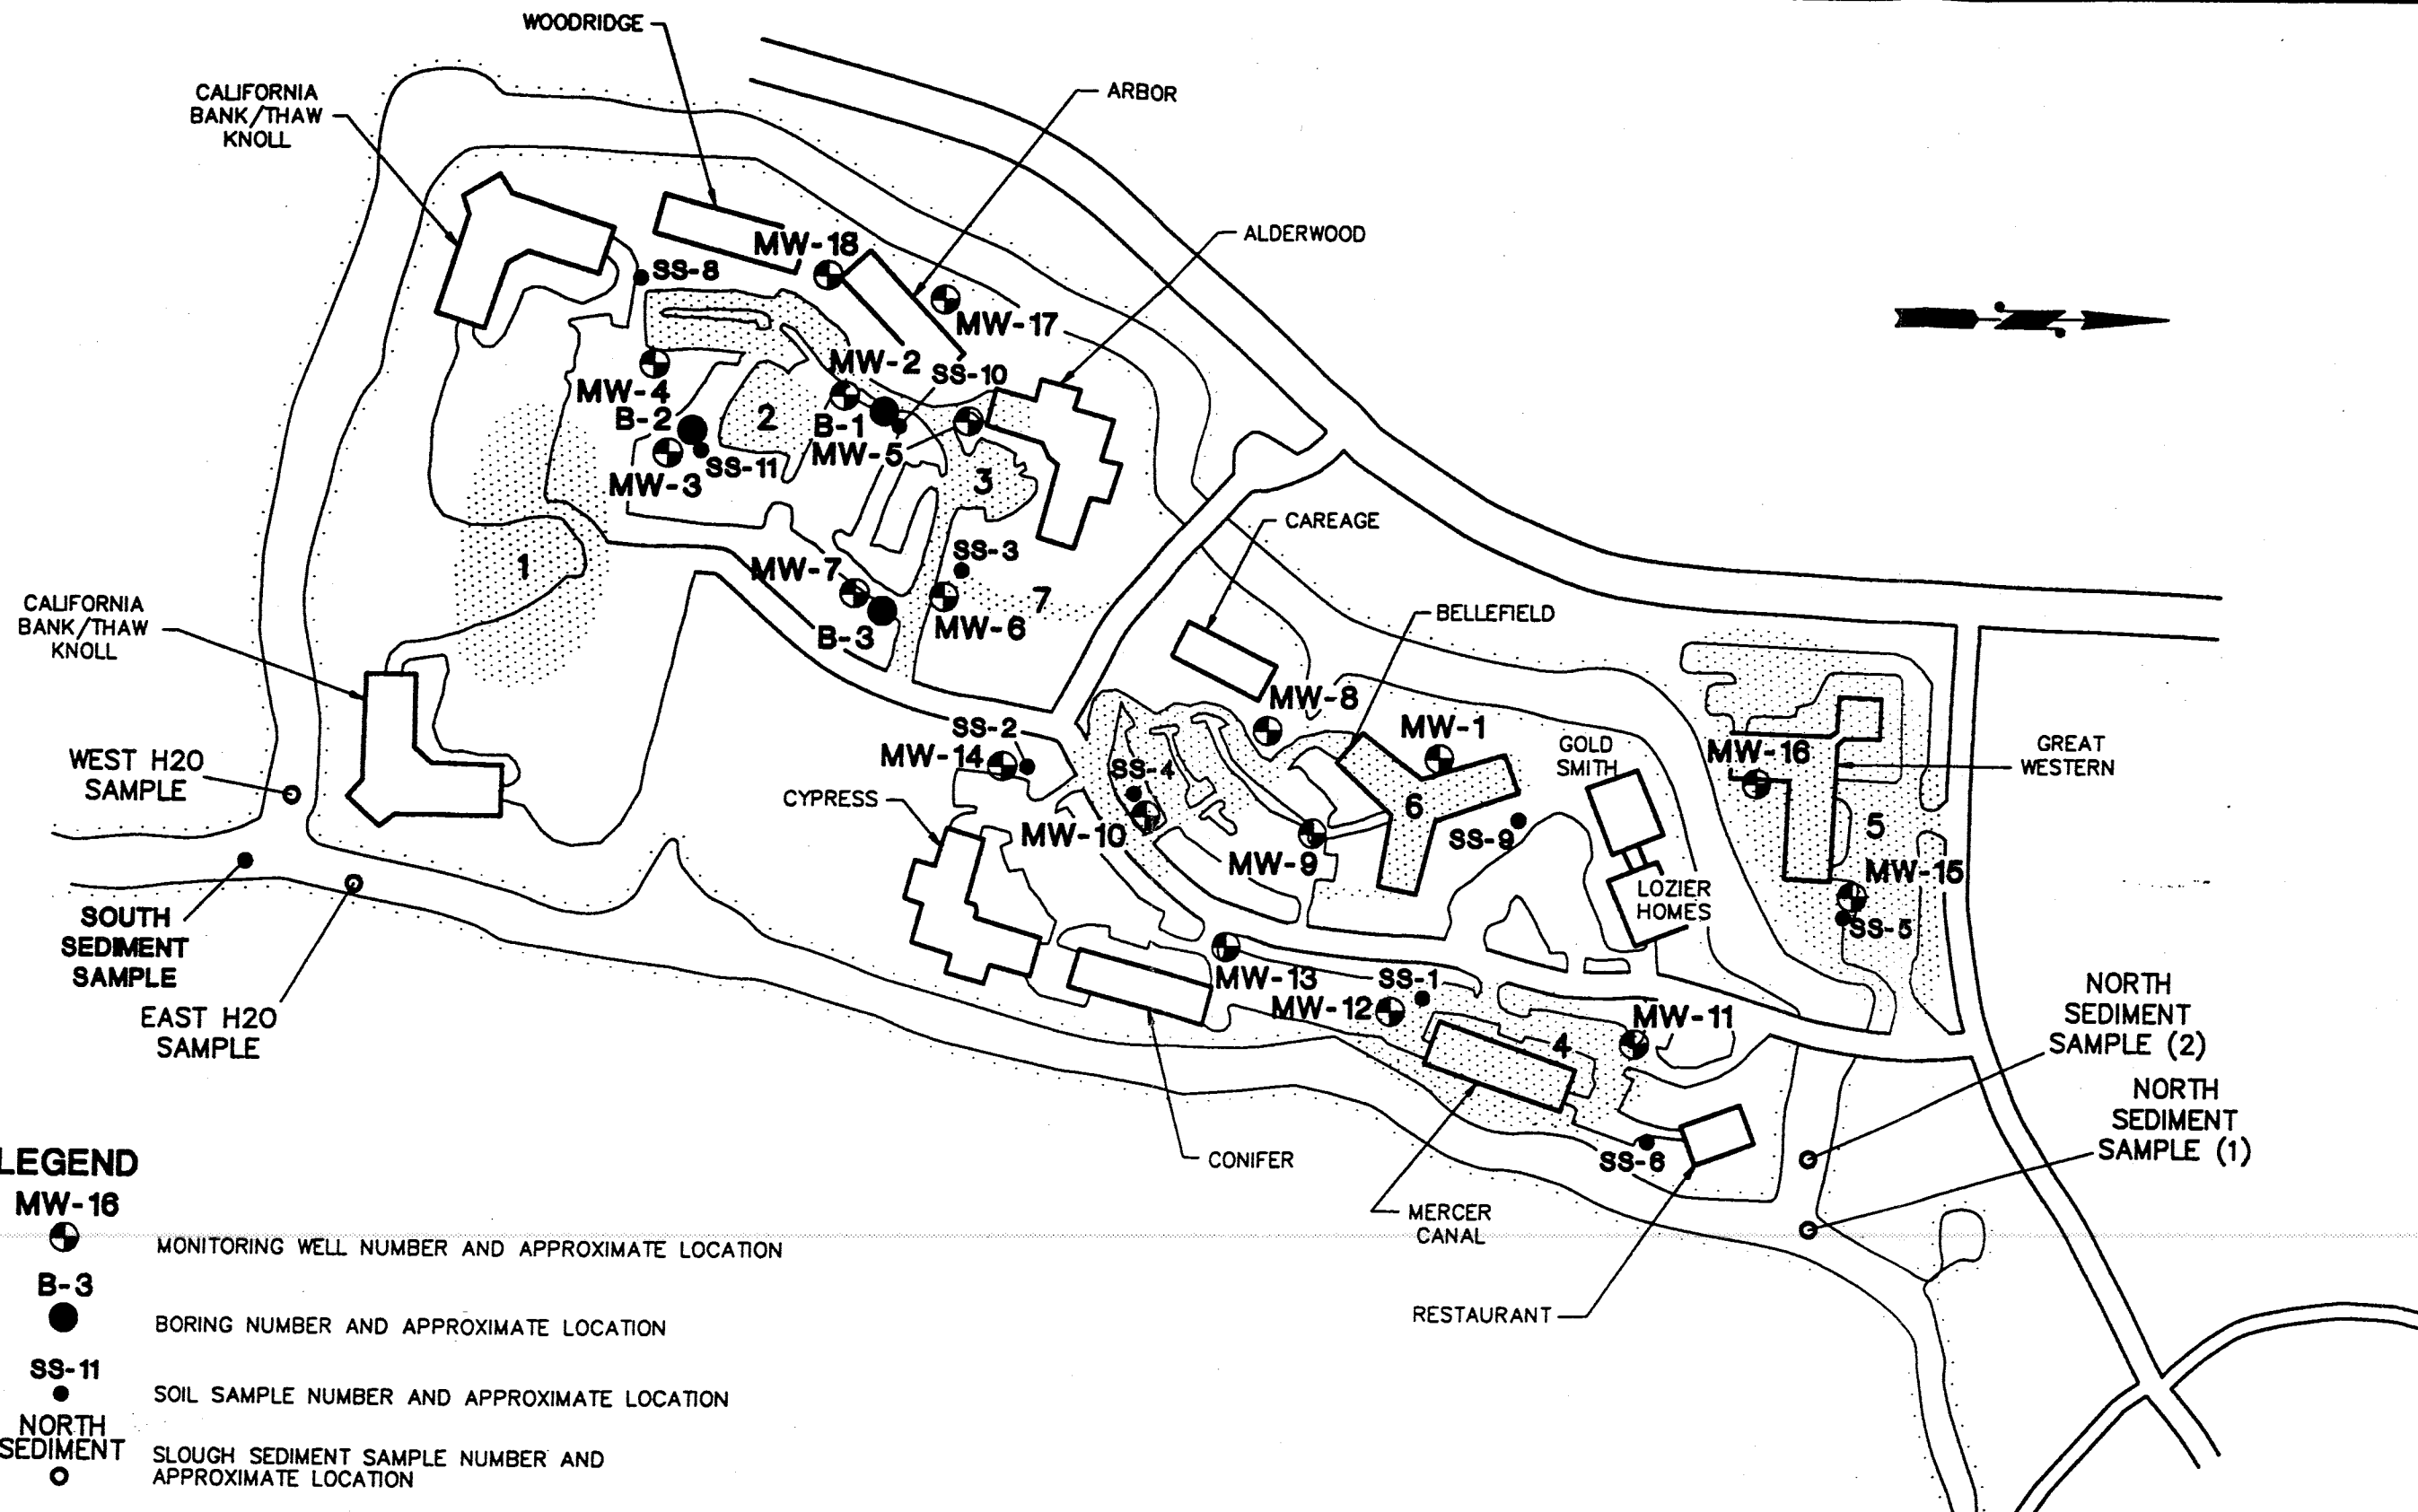 WOODRIDGE
CALIFORNIA
BANK/THAW
KNOLL
ARBOR
ALDERWOOD
MW-18
SS-8
MW-17
MW-2
SS-10
MW-4
B-2
2
B-1
MW-5
SS-11
MW-3
3
CAREAGE
1
SS-3
MW-7
7
CALIFORNIA
BANK/THAW
KNOLL
B-3
MW-6
BELLEFIELD
MW-8
SS-2
MW-1
MW-14
GOLD
SMITH
MW-16
GREAT
WESTERN
WEST H2O
SAMPLE
SS-4
CYPRESS
6
MW-10
SS-9
5
MW-9
MW-15
LOZIER
HOMES
SOUTH
SEDIMENT
SAMPLE
SS-5
MW-13
SS-1
MW-12
NORTH
SEDIMENT
SAMPLE (2)
EAST H2O
SAMPLE
MW-11
4
NORTH
SEDIMENT
SAMPLE (1)
CONIFER
SS-6
MERCER
CANAL
RESTAURANT
LEGEND
MW-16
MONITORING WELL NUMBER AND APPROXIMATE LOCATION
B-3
BORING NUMBER AND APPROXIMATE LOCATION
SS-11
SOIL SAMPLE NUMBER AND APPROXIMATE LOCATION
NORTH
SEDIMENT
SLOUGH SEDIMENT SAMPLE NUMBER AND
APPROXIMATE LOCATION